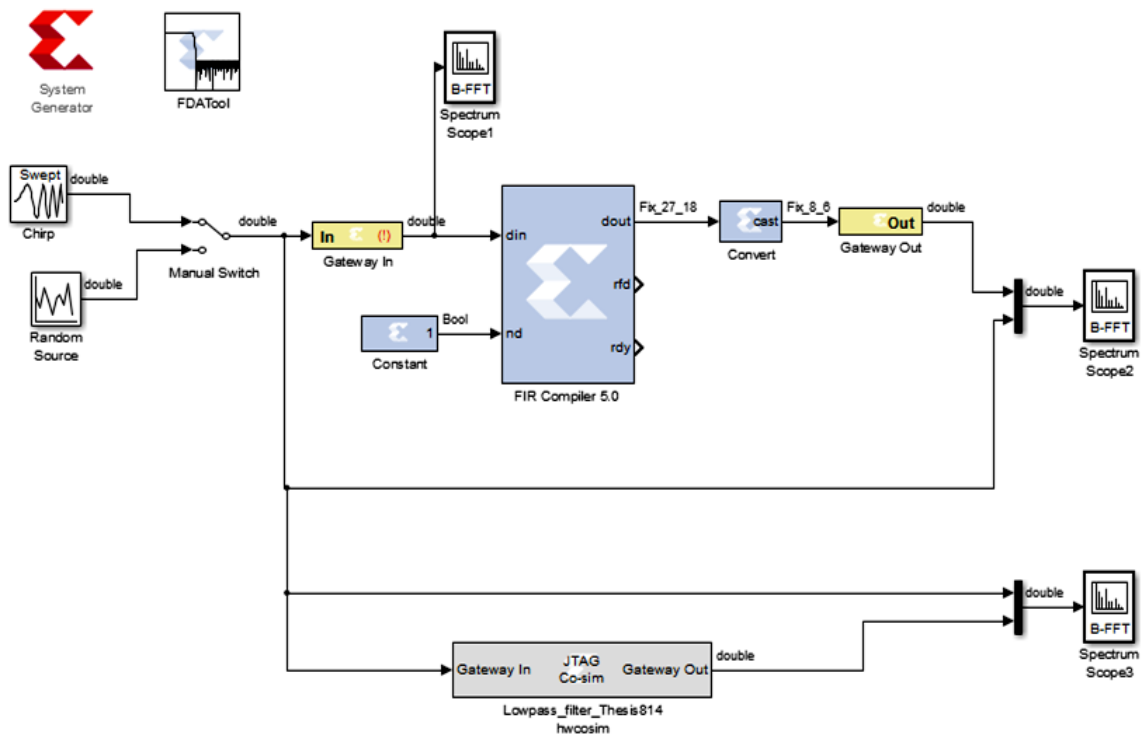 System
Generator
FDATool
B-FFT
Spectrum
Scope1
Swept
double
Chirp
double
Manual Switch
double
Random
Source
In (!)
double
Gateway In
1
Bool
Constant
din
dout
rfd
nd
rdy
FIR Compiler 5.0
Fix_27_18
cast
Convert
Fix_8_6
Out
double
Gateway Out
double
B-FFT
Spectrum
Scope2
double
B-FFT
Spectrum
Scope3
Gateway In
JTAG
Co-sim
Gateway Out
double
Lowpass_filter_Thesis814
hwcosim